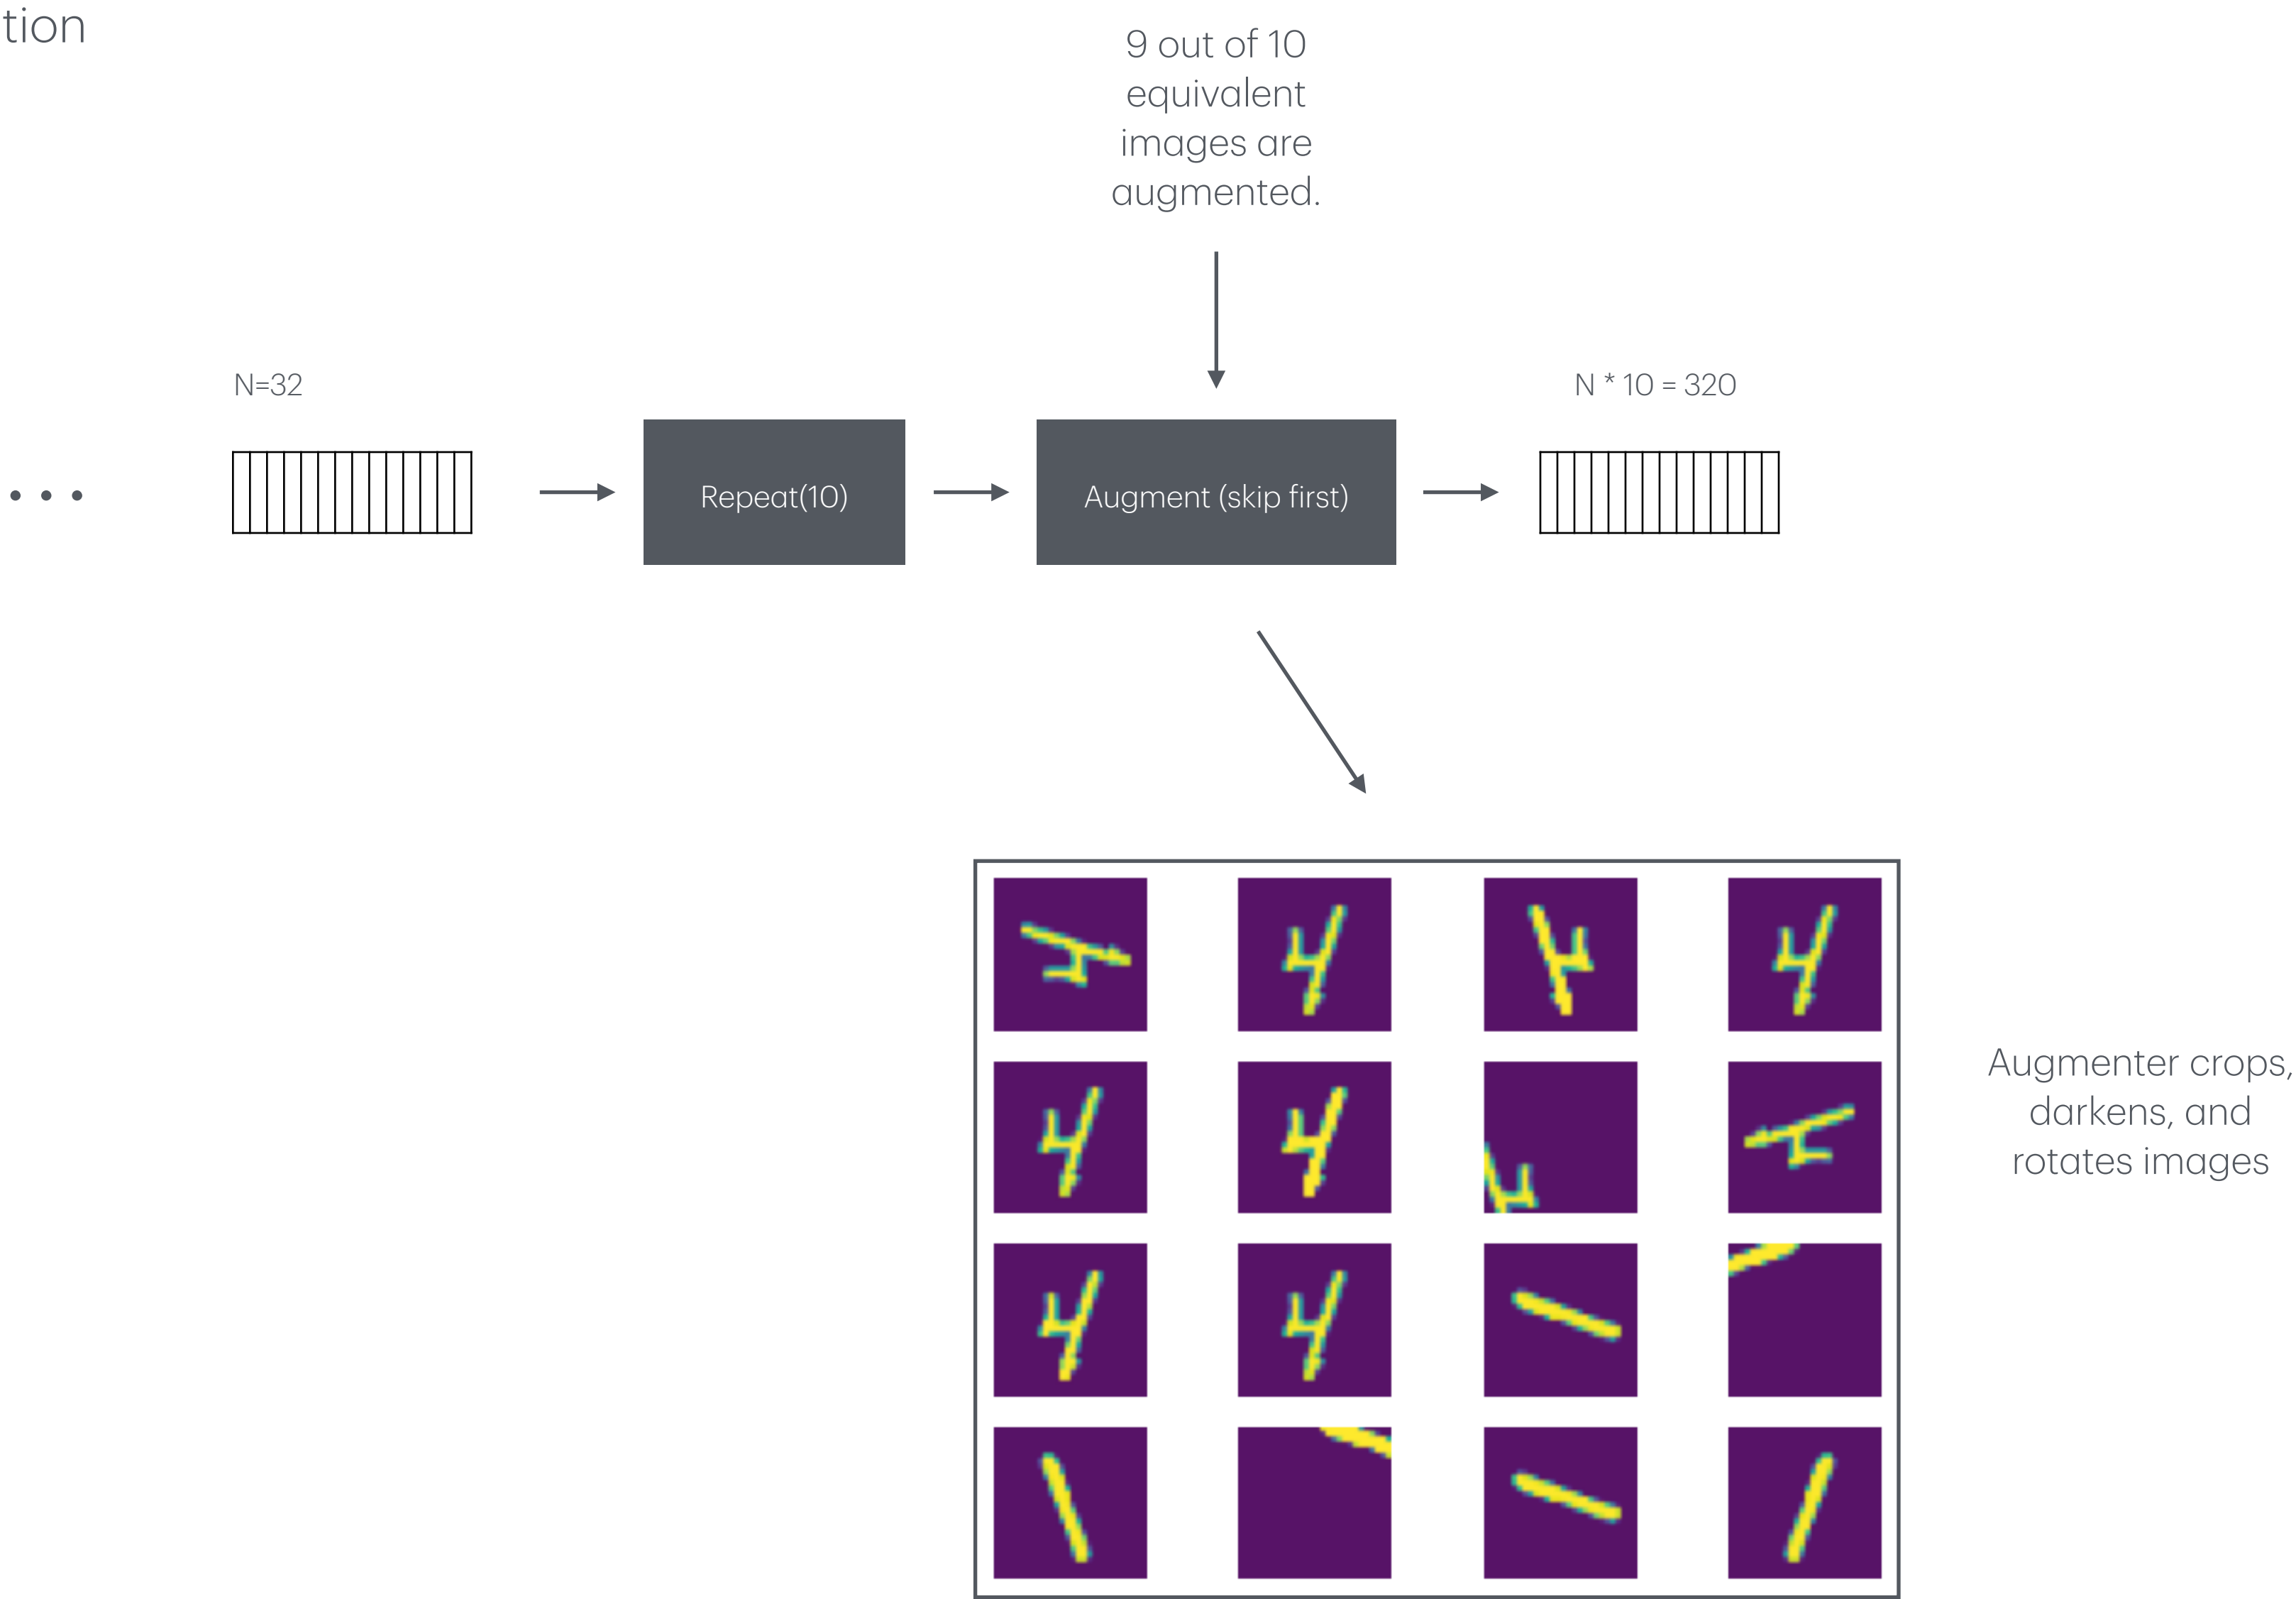 tion
9 out of 10
equivalent
images are
augmented.
N=32
N * 10 = 320
Repeat(10)
Augment (skip first)
Augmenter crops,
darkens, and
rotates images